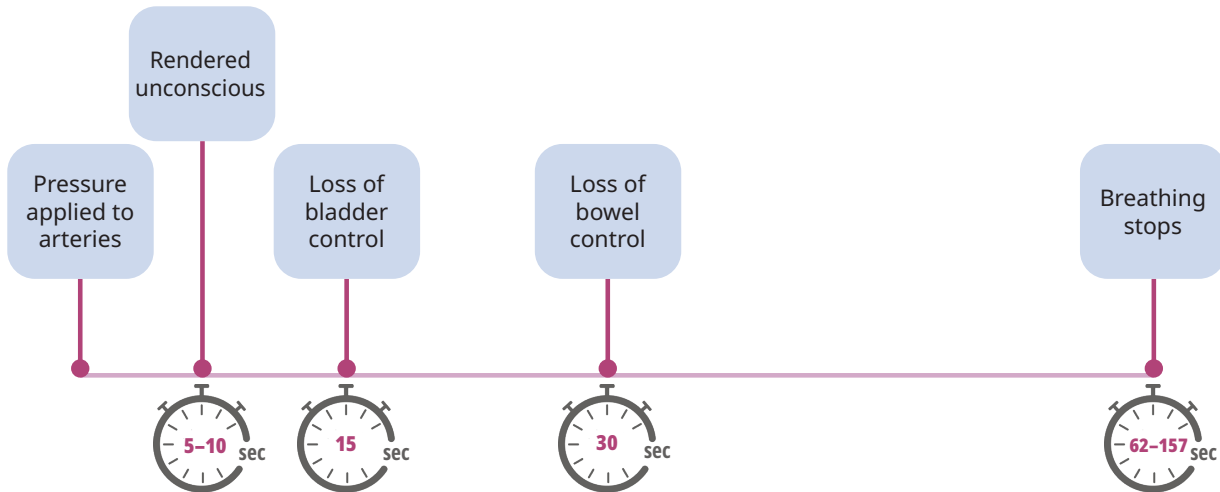 Rendered
unconscious
Pressure
applied to
arteries
Loss of
bladder
control
Loss of
bowel
control
Breathing
stops
5–10 sec
15 sec
30 sec
62–157 sec